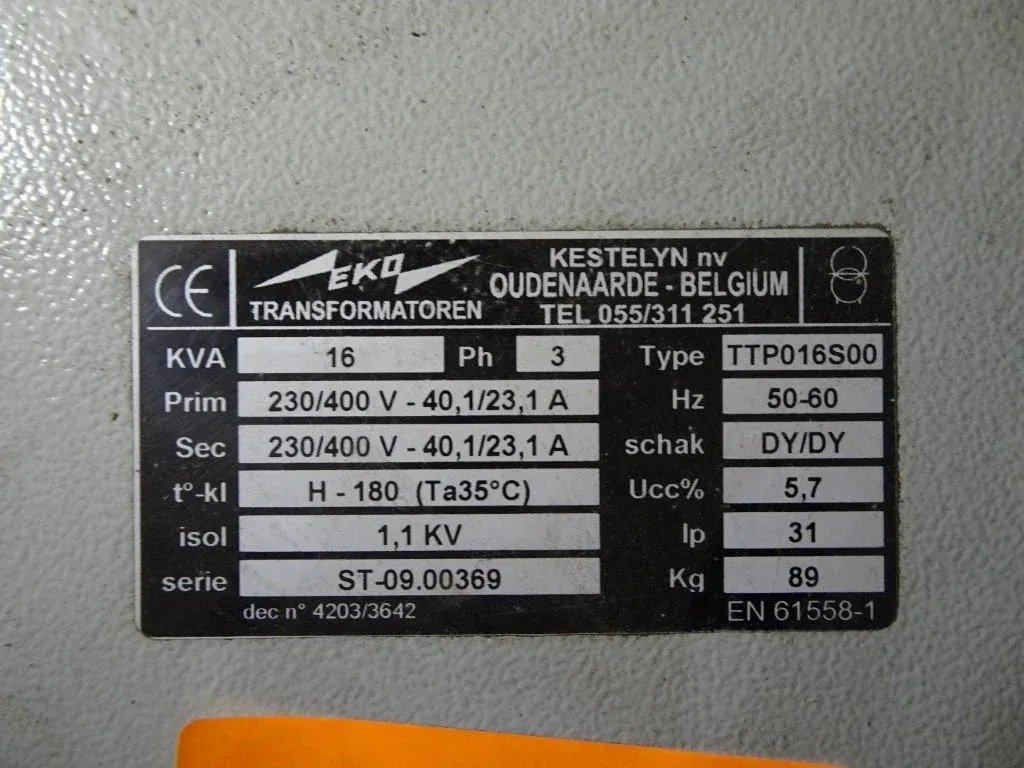 CE EKO TRANSFORMATOREN
KESTELYN nv
OUDENAARDE - BELGIUM
TEL 055/311 251
KVA 16 Ph 3 Type TTP016S00
Prim 230/400 V - 40,1/23,1 A Hz 50-60
Sec 230/400 V - 40,1/23,1 A schak DY/DY
t°-kl H - 180 (Ta35°C) Ucc% 5,7
isol 1,1 KV Ip 31
serie ST-09.00369 Kg 89
dec n° 4203/3642 EN 61558-1